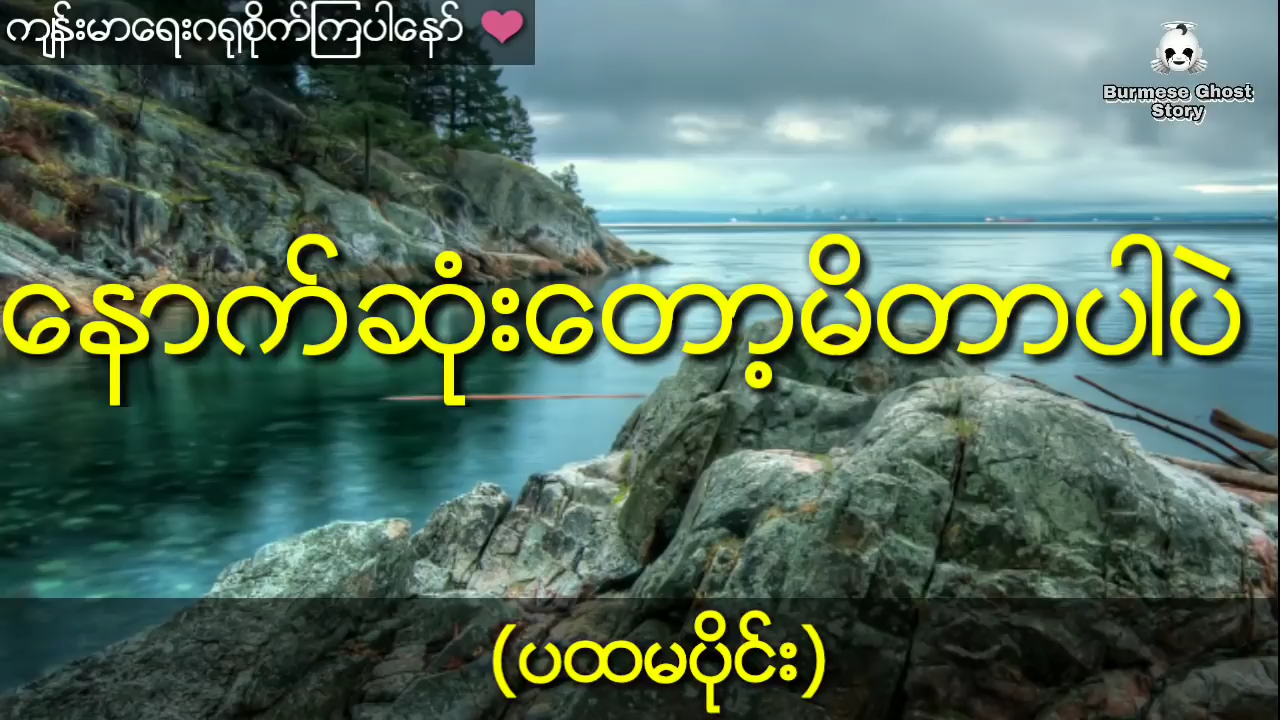 ကျန်းမာရေးဂရုစိုက်ကြပါနော် ❤
Burmese Ghost
Story
နောက်ဆုံးတော့မိတာပါပဲ
(ပထမပိုင်း)